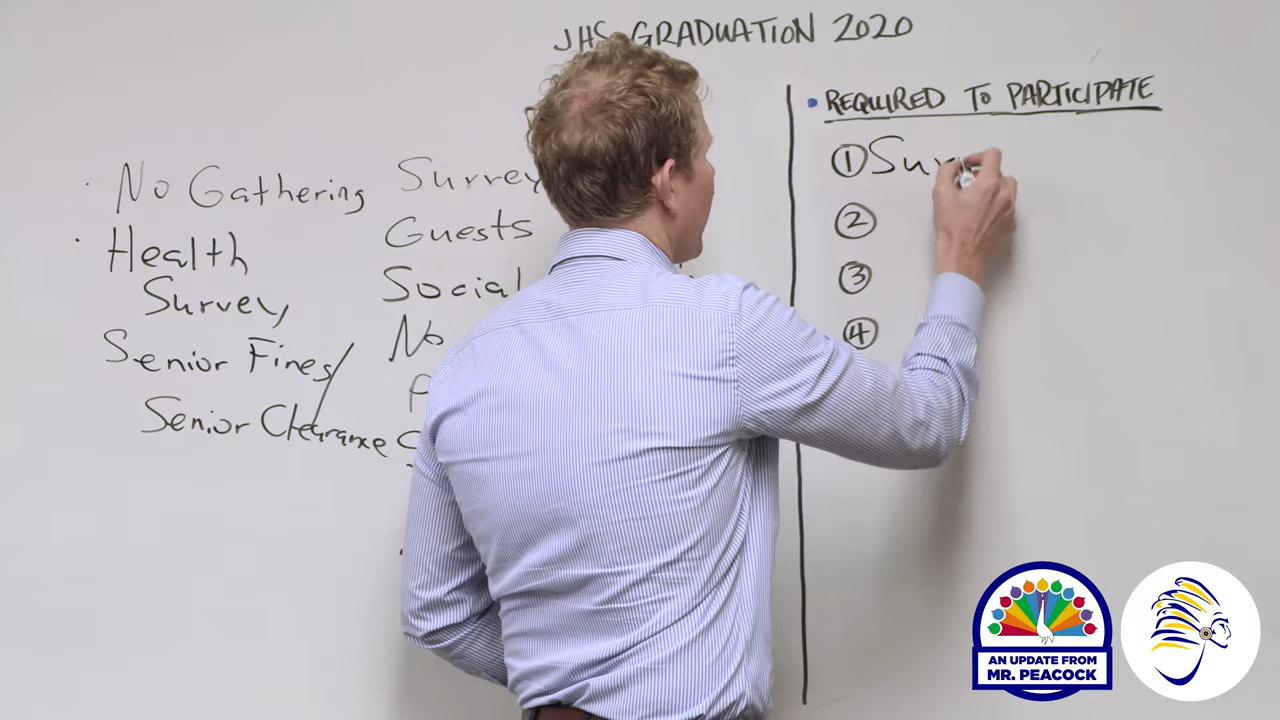 JHS GRADUATION 2020
• REQUIRED TO PARTICIPATE
① Sur
②
③
④
· No Gathering
· Health
Survey
Senior Fines/
Senior Clearance
Survey
Guests
Social
No
AN UPDATE FROM
MR. PEACOCK